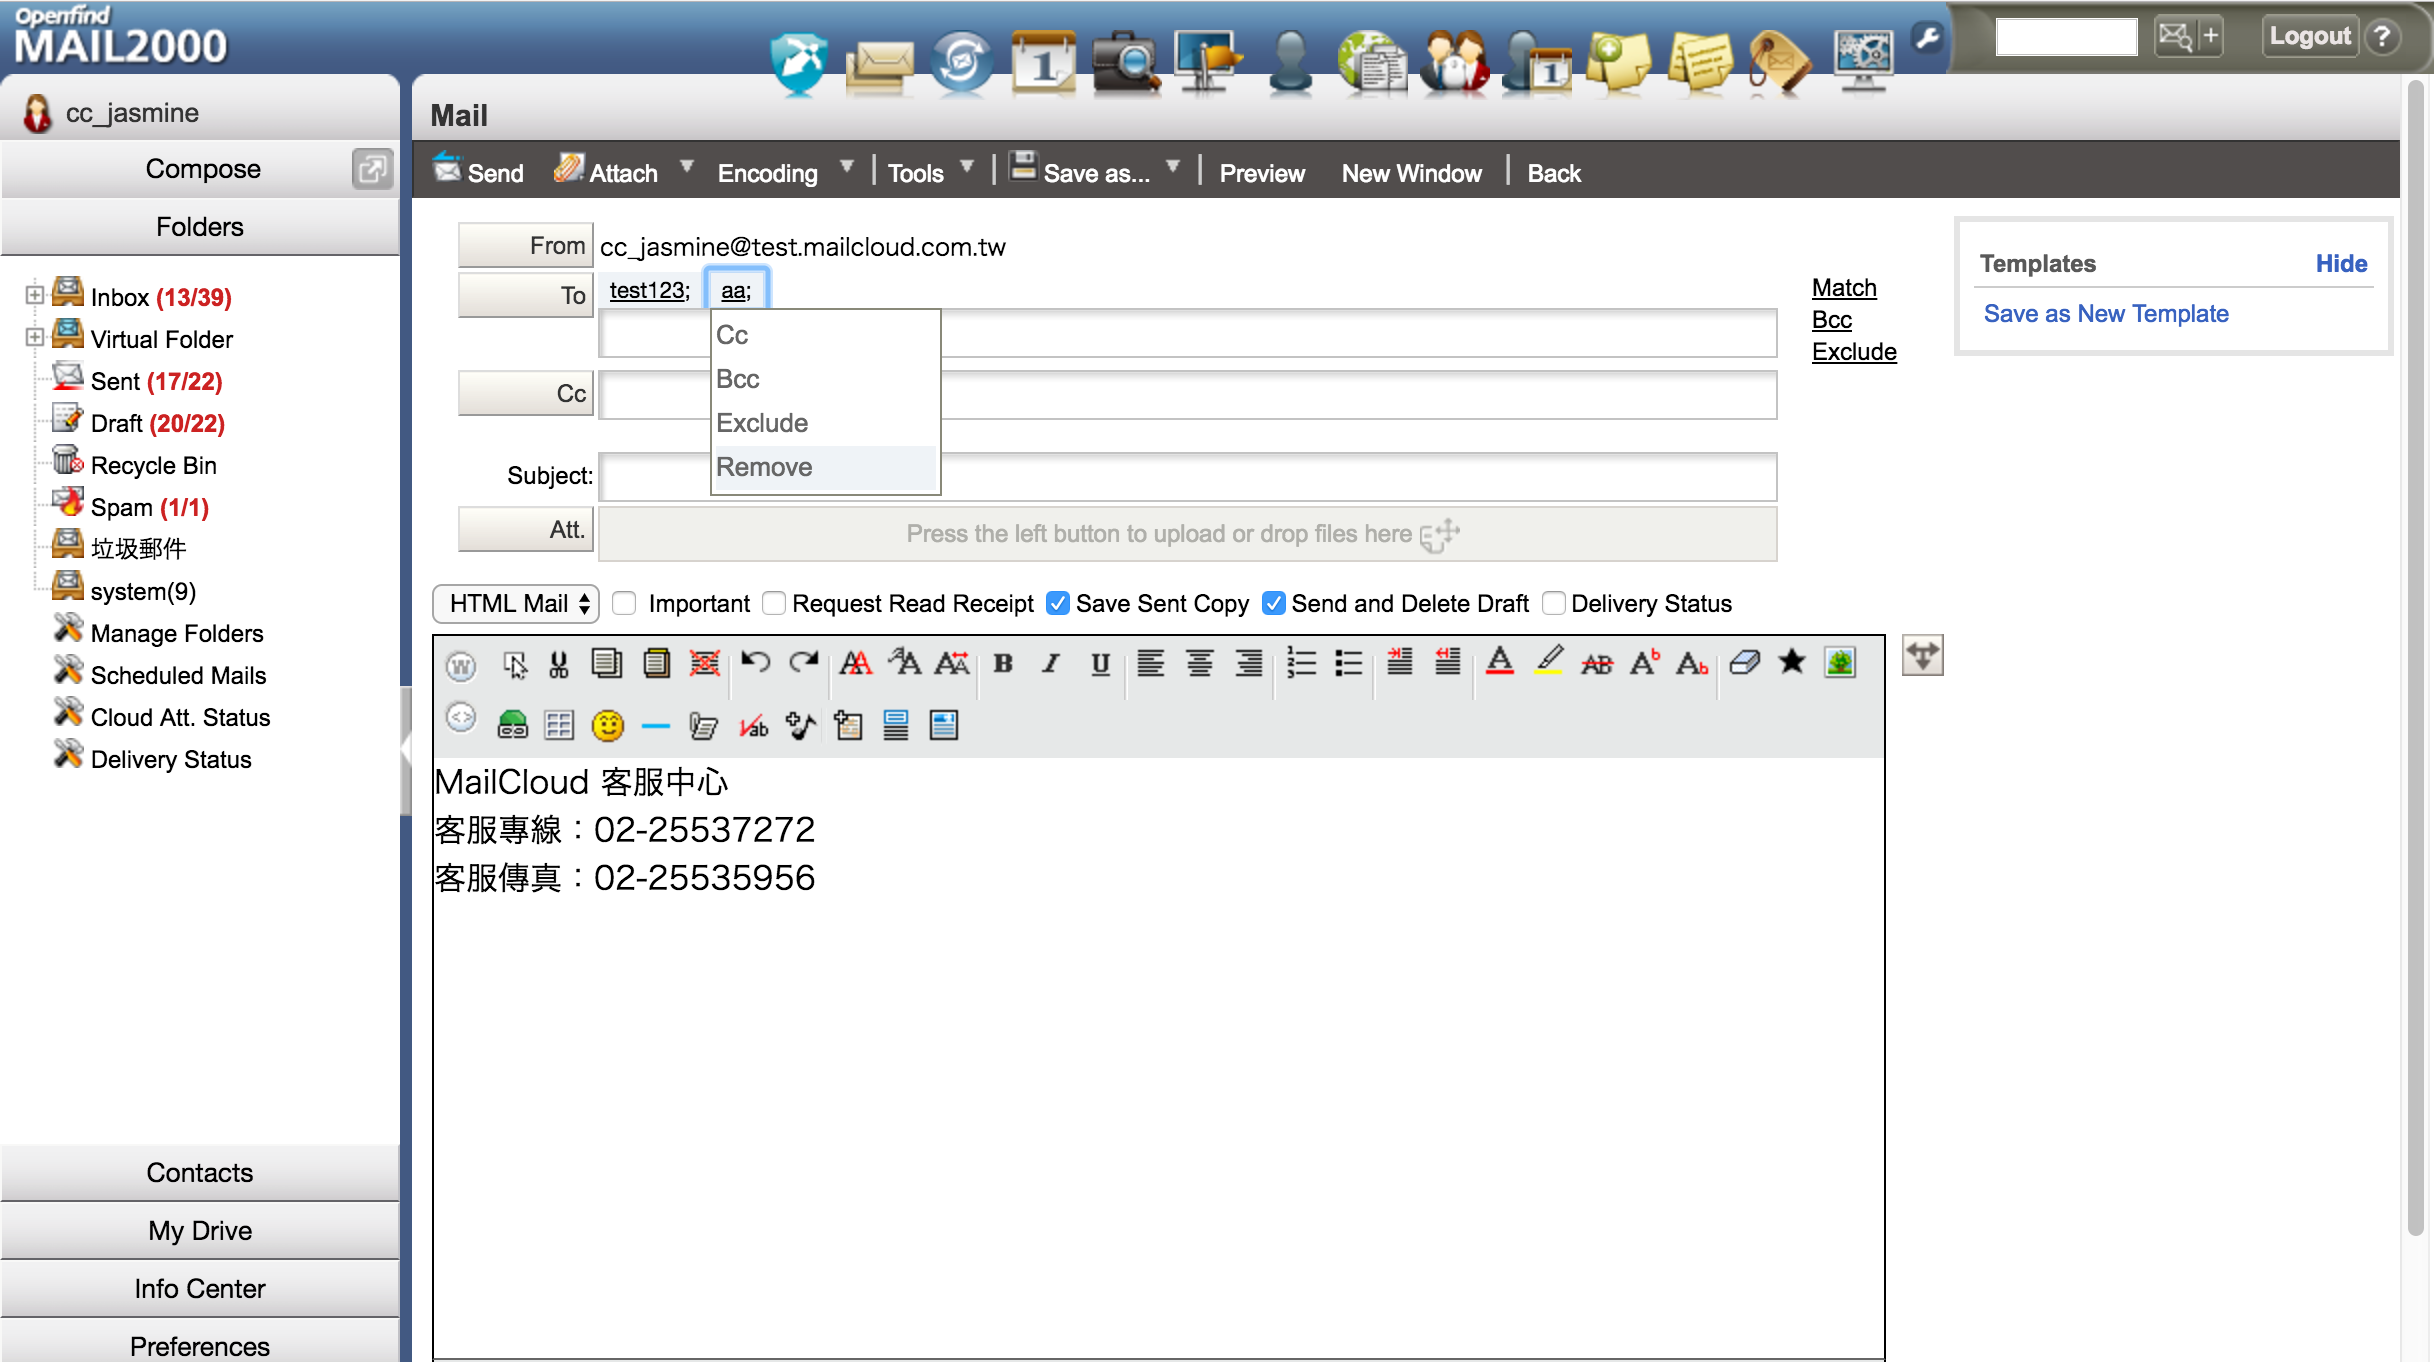 Openfind
MAIL2000
Logout ?
cc_jasmine
Compose
Folders
Inbox (13/39)
Virtual Folder
Sent (17/22)
Draft (20/22)
Recycle Bin
Spam (1/1)
垃圾郵件
system(9)
Manage Folders
Scheduled Mails
Cloud Att. Status
Delivery Status
Contacts
My Drive
Info Center
Preferences
Mail
Send Attach Encoding Tools Save as... Preview New Window Back
From cc_jasmine@test.mailcloud.com.tw
To test123; aa;
Cc
Bcc
Exclude
Remove
Match
Bcc
Exclude
Cc
Subject:
Att. Press the left button to upload or drop files here
HTML Mail Important Request Read Receipt Save Sent Copy Send and Delete Draft Delivery Status
MailCloud 客服中心
客服專線：02-25537272
客服傳真：02-25535956
Templates Hide
Save as New Template